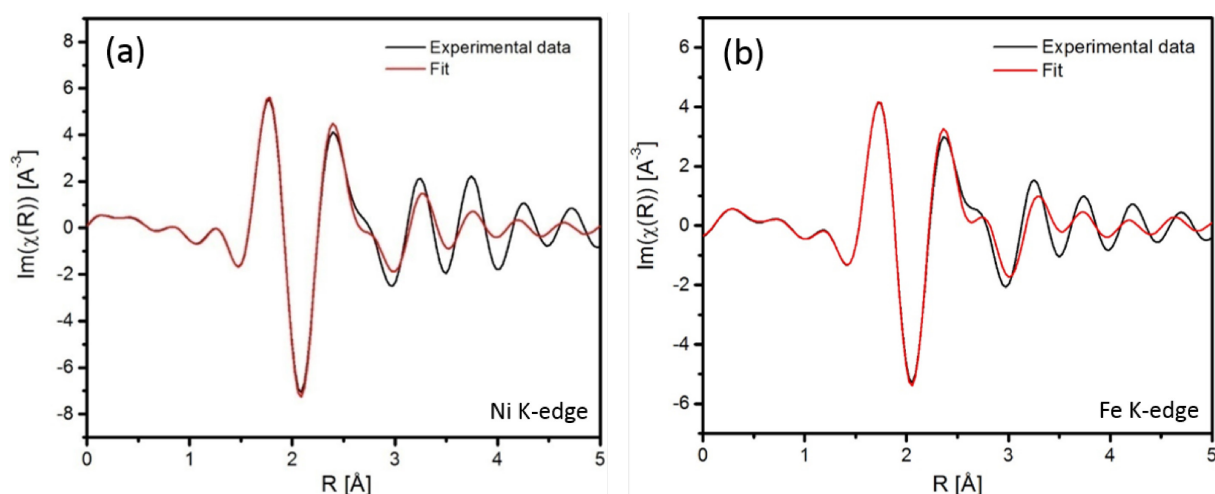 (a)
Experimental data
Fit
Im(χ(R)) [A⁻³]
8
6
4
2
0
-2
-4
-6
-8
Ni K-edge
0 1 2 3 4 5
R [Å]
(b)
Experimental data
Fit
Im(χ(R)) [A⁻³]
6
4
2
0
-2
-4
-6
Fe K-edge
0 1 2 3 4 5
R [Å]